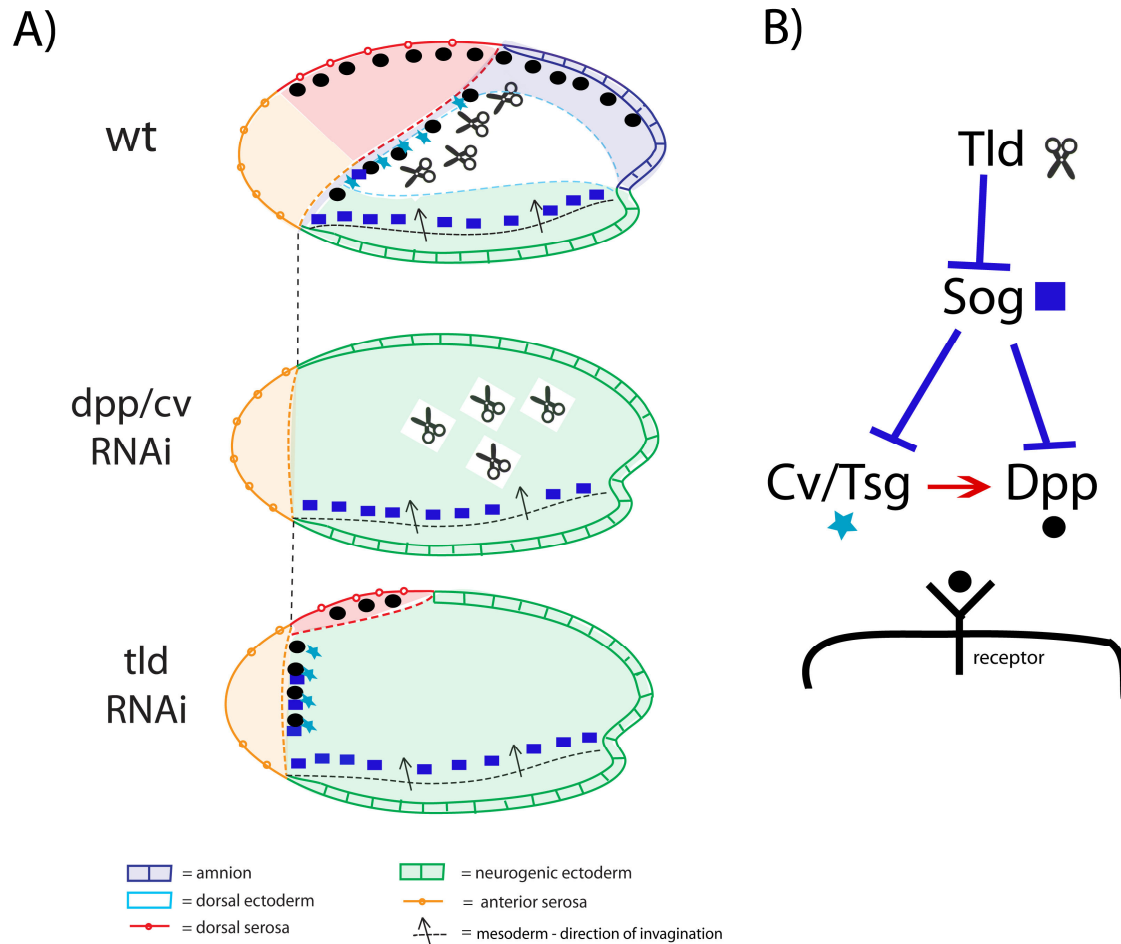 A)
B)
wt
dpp/cv
RNAi
tld
RNAi
Tld
Sog
Cv/Tsg
Dpp
receptor
= amnion
= dorsal ectoderm
= dorsal serosa
= neurogenic ectoderm
= anterior serosa
= mesoderm - direction of invagination